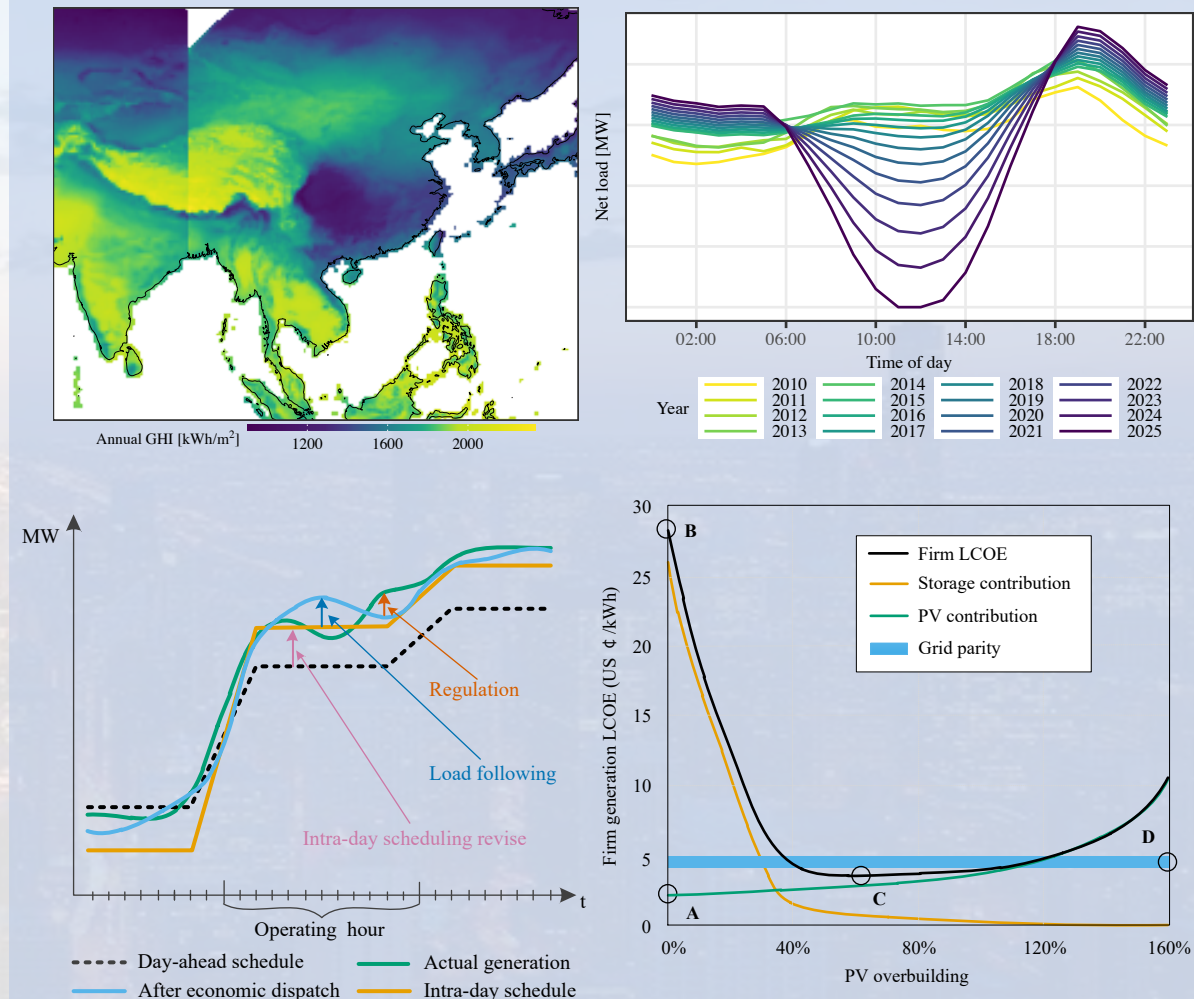 Annual GHI [kWh/m²]
1200
1600
2000
Net load [MW]
02:00
06:00
10:00
14:00
18:00
22:00
Time of day
Year
2010
2011
2012
2013
2014
2015
2016
2017
2018
2019
2020
2021
2022
2023
2024
2025
MW
Regulation
Load following
Intra-day scheduling revise
t
Operating hour
Day-ahead schedule
Actual generation
After economic dispatch
Intra-day schedule
Firm generation LCOE (US ¢/kWh)
30
25
20
15
10
5
0
B
Firm LCOE
Storage contribution
PV contribution
Grid parity
D
A
C
0%
40%
80%
120%
160%
PV overbuilding